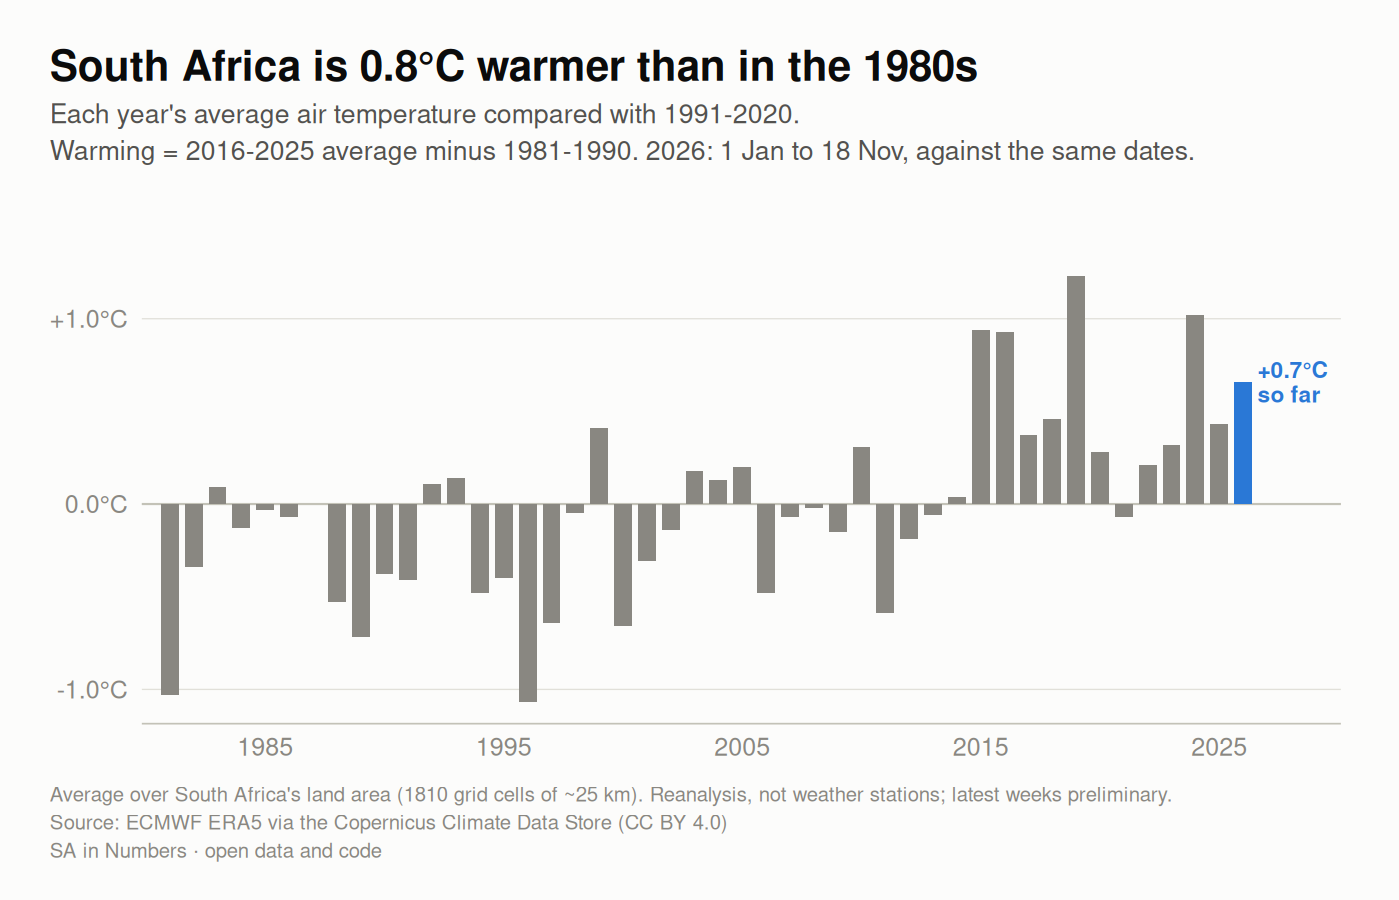 South Africa is 0.8°C warmer than in the 1980s
Each year's average air temperature compared with 1991-2020.
Warming = 2016-2025 average minus 1981-1990. 2026: 1 Jan to 18 Nov, against the same dates.
+1.0°C
+0.7°C
so far
0.0°C
-1.0°C
1985 1995 2005 2015 2025
Average over South Africa's land area (1810 grid cells of ~25 km). Reanalysis, not weather stations; latest weeks preliminary.
Source: ECMWF ERA5 via the Copernicus Climate Data Store (CC BY 4.0)
SA in Numbers · open data and code